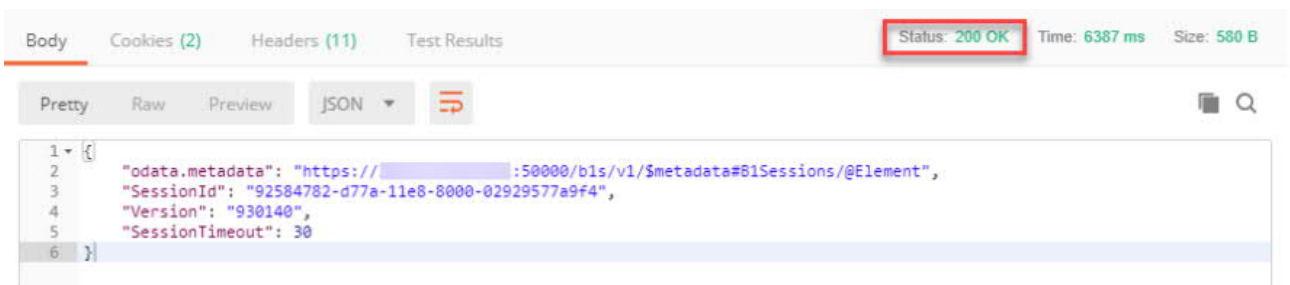 Body Cookies (2) Headers (11) Test Results Status: 200 OK Time: 6387 ms Size: 580 B
Pretty Raw Preview JSON
1 {
2 "odata.metadata": "https:// :50000/b1s/v1/$metadata#B1Sessions/@Element",
3 "SessionId": "92584782-d77a-11e8-8000-02929577a9f4",
4 "Version": "930140",
5 "SessionTimeout": 30
6 }